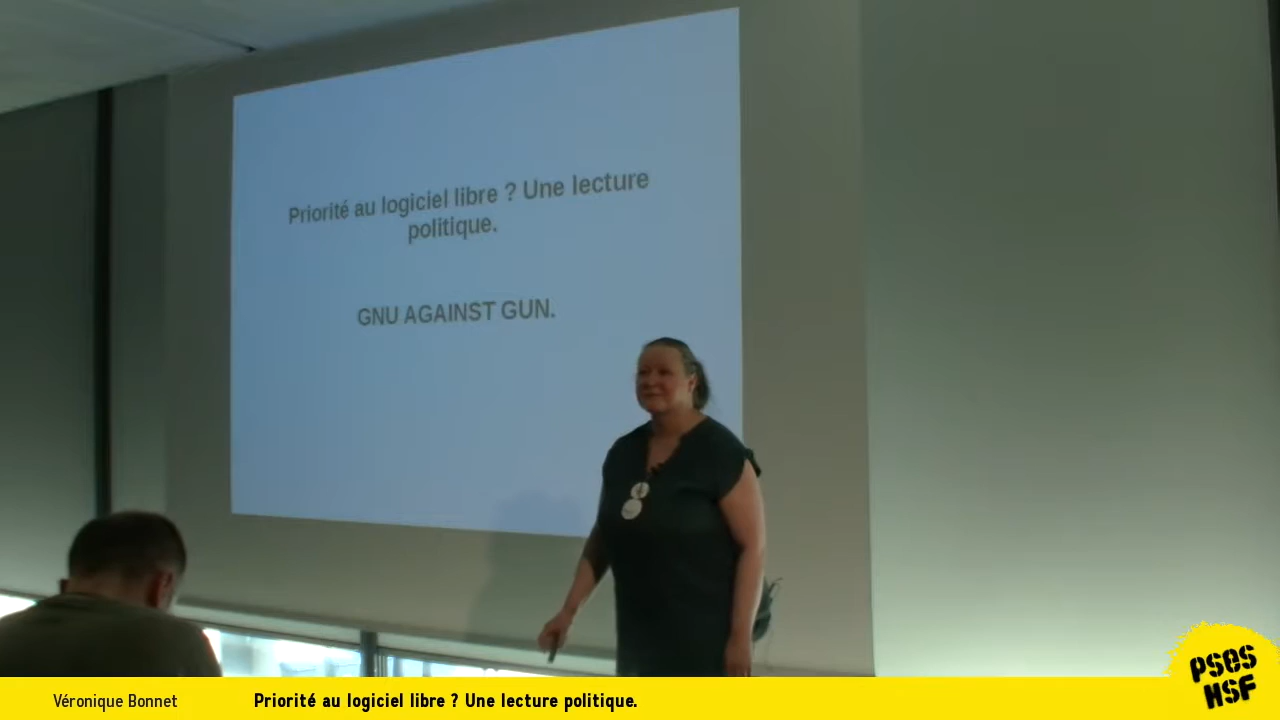 Priorité au logiciel libre ? Une lecture
politique.
GNU AGAINST GUN.
Véronique Bonnet
Priorité au logiciel libre ? Une lecture politique.
PSES
HSF